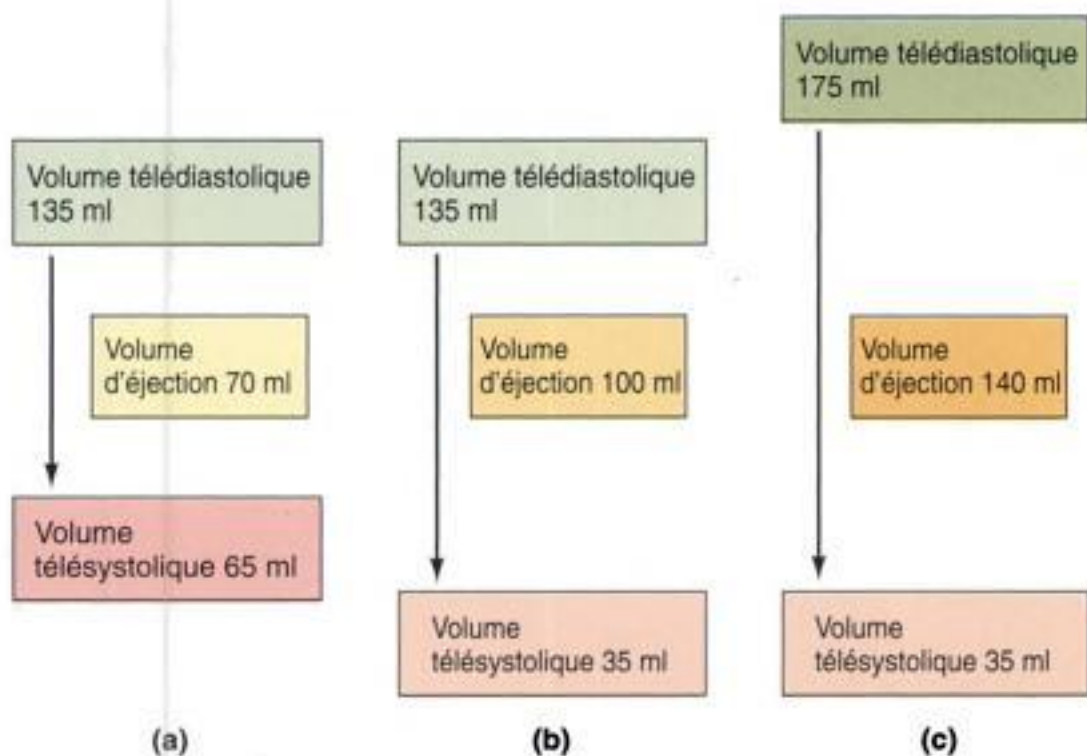 Volume télédiastolique
135 ml
Volume
d'éjection 70 ml
Volume
télésystolique 65 ml
(a)
Volume télédiastolique
135 ml
Volume
d'éjection 100 ml
Volume
télésystolique 35 ml
(b)
Volume télédiastolique
175 ml
Volume
d'éjection 140 ml
Volume
télésystolique 35 ml
(c)